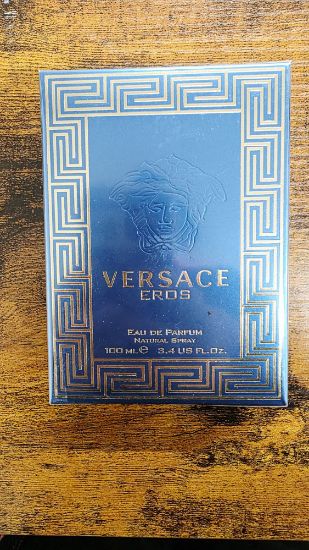 VERSACE
EROS
EAU DE PARFUM
NATURAL SPRAY
100 ML ℮ 3.4 US FL.OZ.